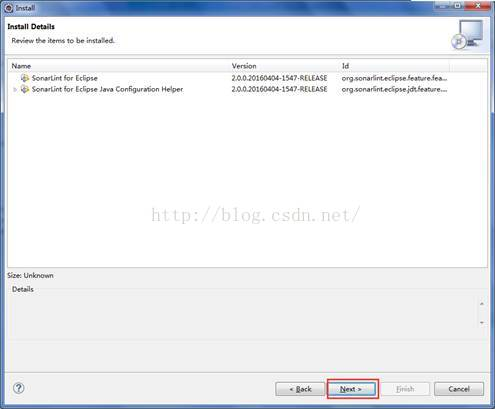 Install
Install Details
Review the items to be installed.
Name Version Id
SonarLint for Eclipse 2.0.0.20160404-1547-RELEASE org.sonarlint.eclipse.feature.fea...
SonarLint for Eclipse Java Configuration Helper 2.0.0.20160404-1547-RELEASE org.sonarlint.eclipse.jdt.feature....
http://blog.csdn.net/
Size: Unknown
Details
< Back Next > Finish Cancel